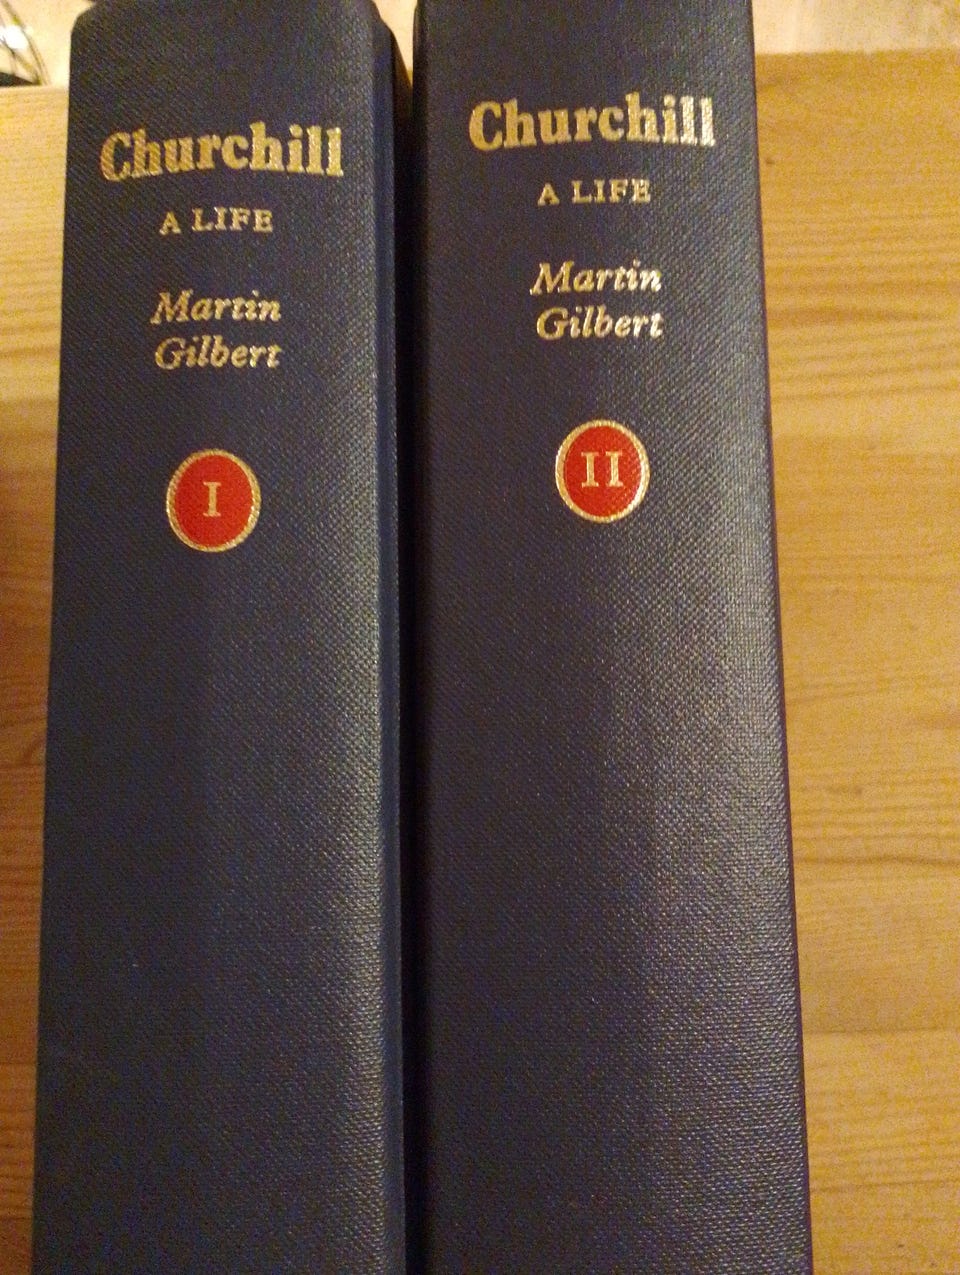 Churchill
A LIFE
Martin
Gilbert
I
Churchill
A LIFE
Martin
Gilbert
II